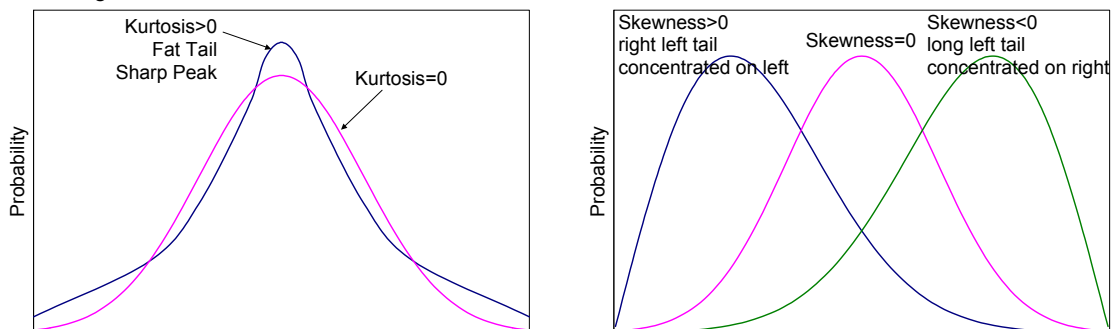 Kurtosis>0
Fat Tail
Sharp Peak
Kurtosis=0
Probability
Skewness>0
right left tail
concentrated on left
Skewness=0
Skewness<0
long left tail
concentrated on right
Probability